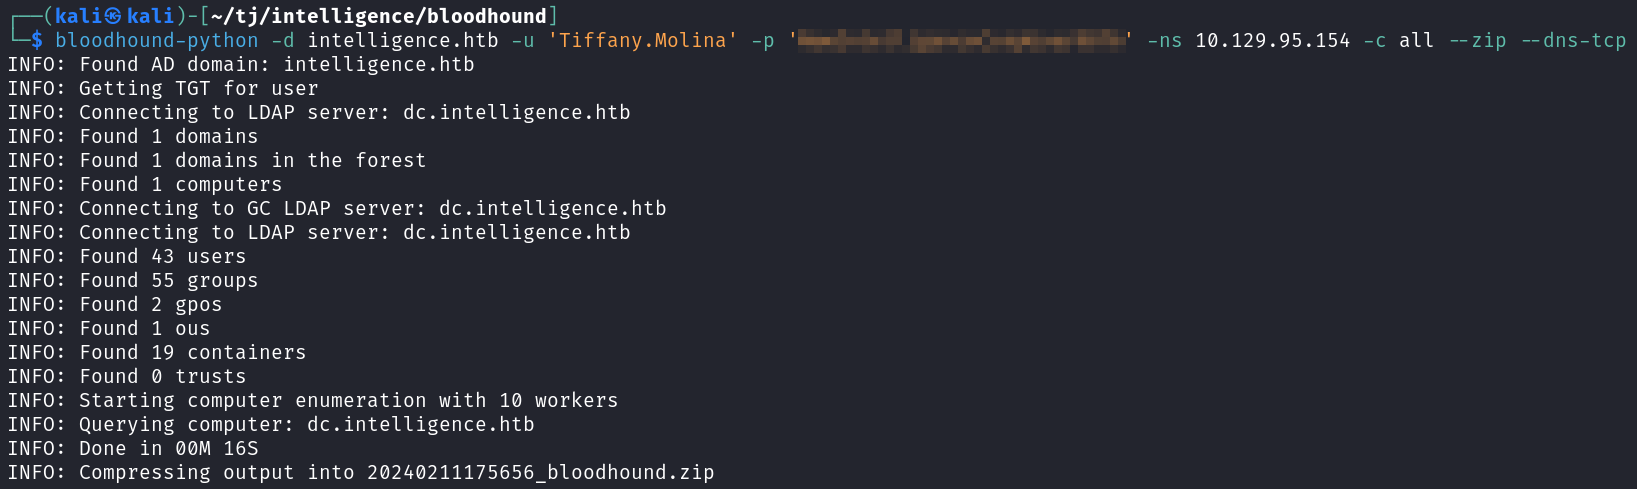 ┌──(kali㉿kali)-[~/tj/intelligence/bloodhound]
└─$ bloodhound-python -d intelligence.htb -u 'Tiffany.Molina' -p '' -ns 10.129.95.154 -c all --zip --dns-tcp
INFO: Found AD domain: intelligence.htb
INFO: Getting TGT for user
INFO: Connecting to LDAP server: dc.intelligence.htb
INFO: Found 1 domains
INFO: Found 1 domains in the forest
INFO: Found 1 computers
INFO: Connecting to GC LDAP server: dc.intelligence.htb
INFO: Connecting to LDAP server: dc.intelligence.htb
INFO: Found 43 users
INFO: Found 55 groups
INFO: Found 2 gpos
INFO: Found 1 ous
INFO: Found 19 containers
INFO: Found 0 trusts
INFO: Starting computer enumeration with 10 workers
INFO: Querying computer: dc.intelligence.htb
INFO: Done in 00M 16S
INFO: Compressing output into 20240211175656_bloodhound.zip